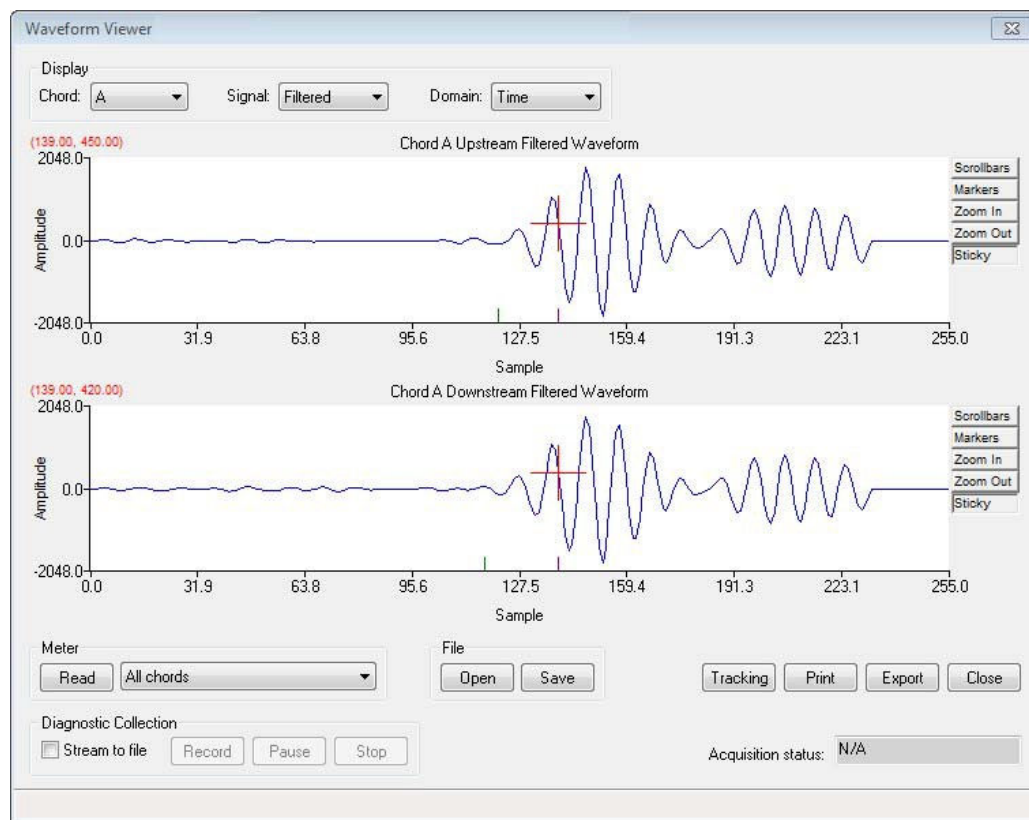 Waveform Viewer
Display
Chord: A Signal: Filtered Domain: Time
(139.00, 450.00) Chord A Upstream Filtered Waveform
2048.0
0.0
-2048.0
Amplitude
0.0 31.9 63.8 95.6 127.5 159.4 191.3 223.1 255.0
Sample
Scrollbars
Markers
Zoom In
Zoom Out
Sticky
(139.00, 420.00) Chord A Downstream Filtered Waveform
2048.0
0.0
-2048.0
Amplitude
0.0 31.9 63.8 95.6 127.5 159.4 191.3 223.1 255.0
Sample
Scrollbars
Markers
Zoom In
Zoom Out
Sticky
Meter
Read All chords
File
Open Save
Tracking Print Export Close
Diagnostic Collection
Stream to file Record Pause Stop
Acquisition status: N/A